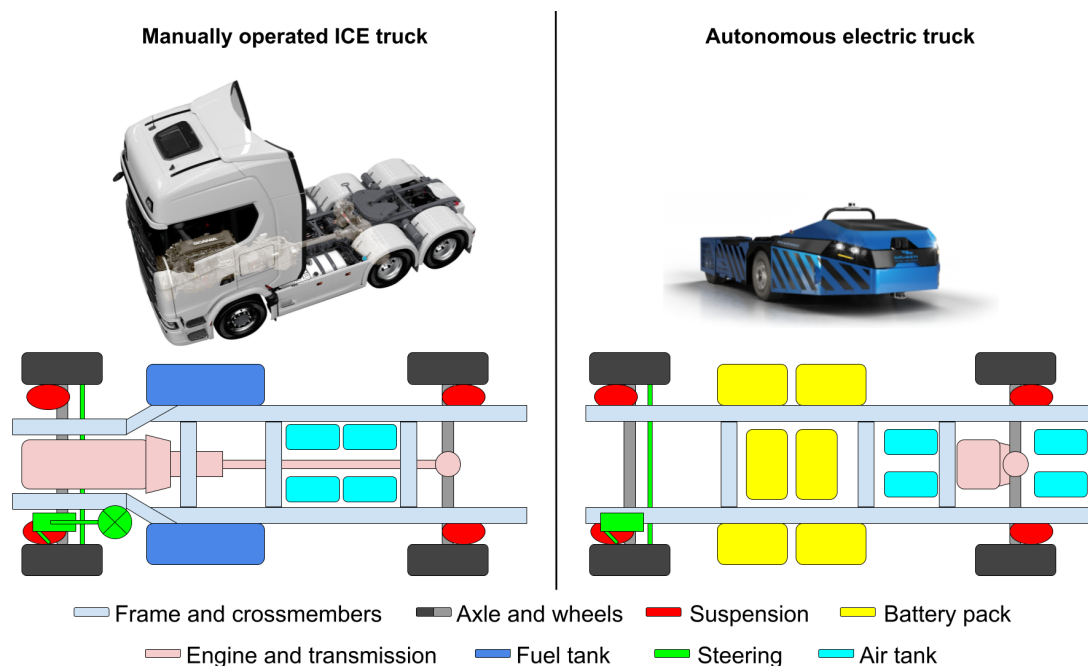 Manually operated ICE truck
Autonomous electric truck
SCANIA
Frame and crossmembers
Axle and wheels
Suspension
Battery pack
Engine and transmission
Fuel tank
Steering
Air tank